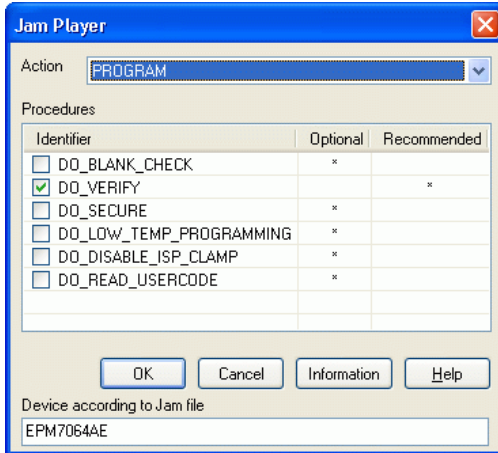 Jam Player
Action PROGRAM
Procedures
Identifier Optional Recommended
DO_BLANK_CHECK *
DO_VERIFY *
DO_SECURE *
DO_LOW_TEMP_PROGRAMMING *
DO_DISABLE_ISP_CLAMP *
DO_READ_USERCODE *
OK Cancel Information Help
Device according to Jam file
EPM7064AE